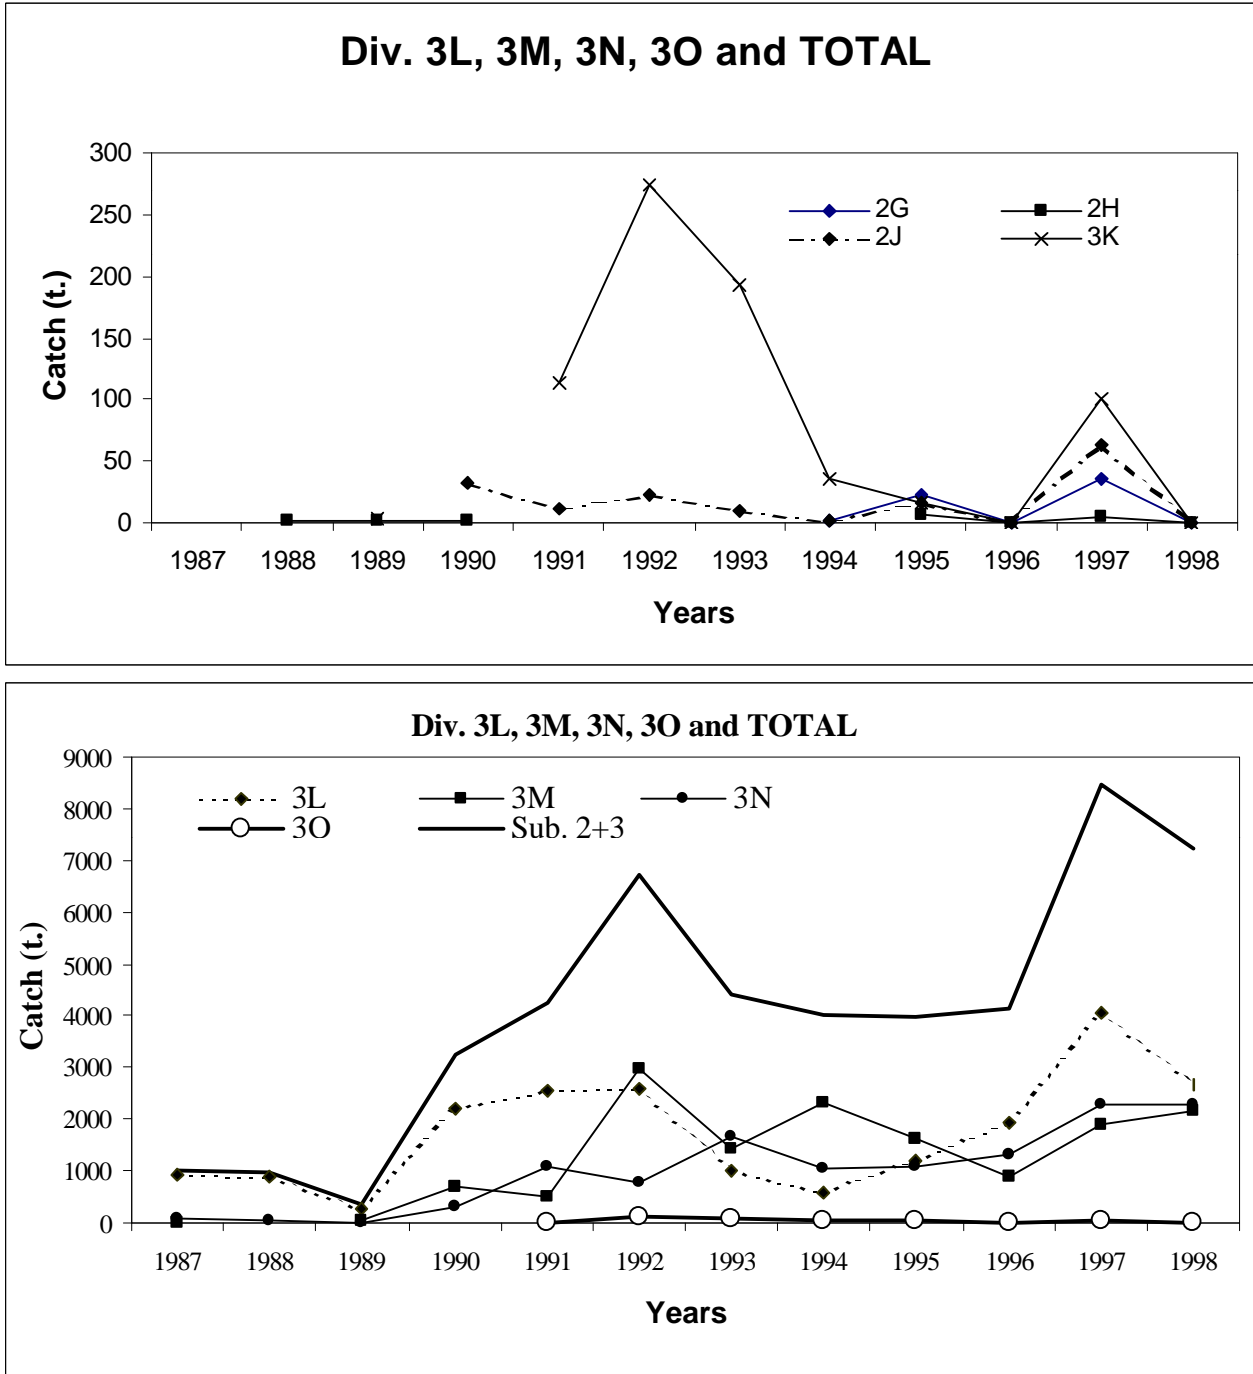 Div. 3L, 3M, 3N, 3O and TOTAL
300
250
200
150
100
50
0
Catch (t.)
2G 2H
2J 3K
1987 1988 1989 1990 1991 1992 1993 1994 1995 1996 1997 1998
Years
Div. 3L, 3M, 3N, 3O and TOTAL
9000
8000
7000
6000
5000
4000
3000
2000
1000
0
Catch (t.)
3L 3M 3N
3O Sub. 2+3
1987 1988 1989 1990 1991 1992 1993 1994 1995 1996 1997 1998
Years